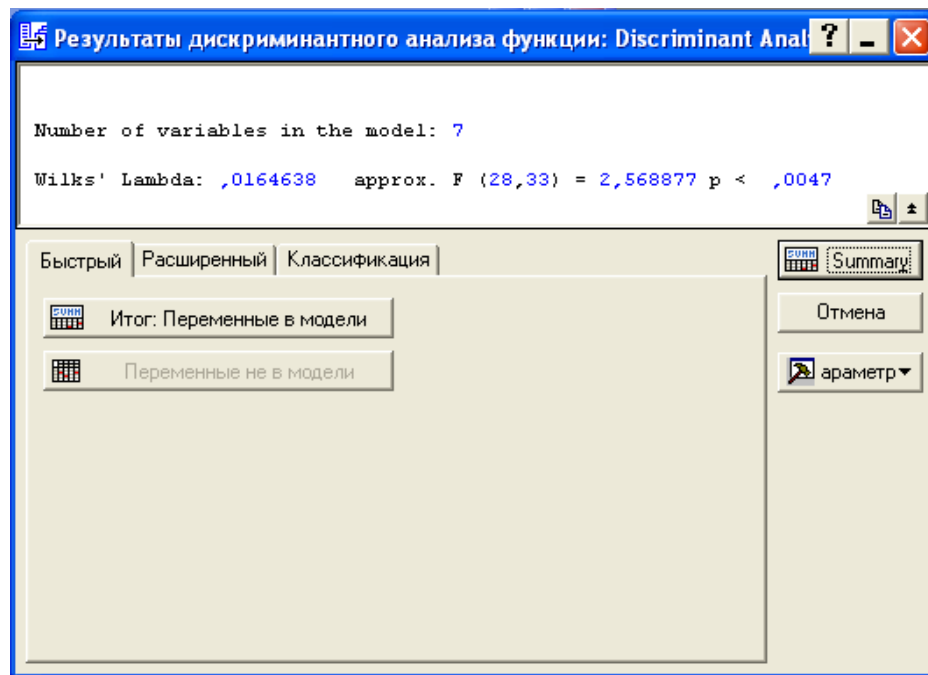 Результаты дискриминантного анализа функции: Discriminant Anal
Number of variables in the model: 7
Wilks' Lambda: ,0164638 approx. F (28,33) = 2,568877 p < ,0047
Быстрый Расширенный Классификация
Summary
Итог: Переменные в модели
Отмена
Переменные не в модели
араметр